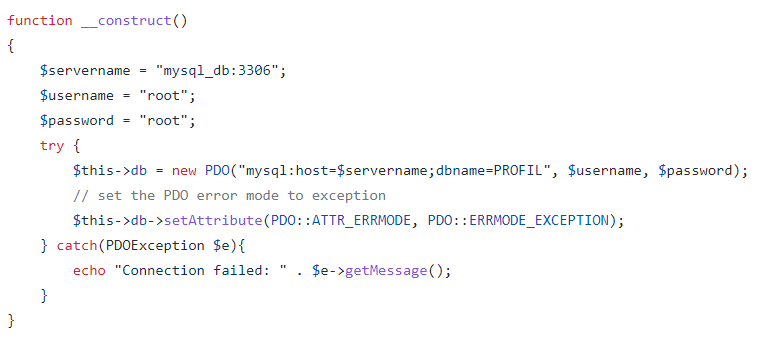 function __construct()
{
    $servername = "mysql_db:3306";
    $username = "root";
    $password = "root";
    try {
        $this->db = new PDO("mysql:host=$servername;dbname=PROFIL", $username, $password);
        // set the PDO error mode to exception
        $this->db->setAttribute(PDO::ATTR_ERRMODE, PDO::ERRMODE_EXCEPTION);
    } catch(PDOException $e){
        echo "Connection failed: " . $e->getMessage();
    }
}